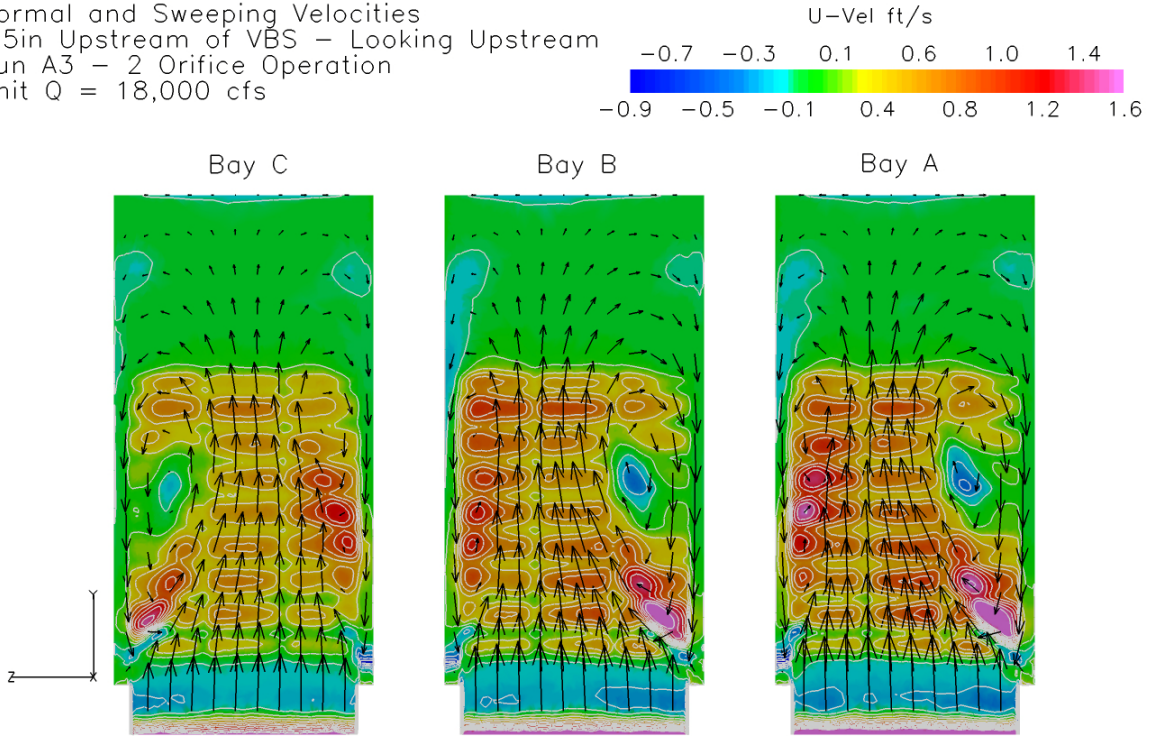 ormal and Sweeping Velocities
5in Upstream of VBS – Looking Upstream
un A3 – 2 Orifice Operation
nit Q = 18,000 cfs
U–Vel ft/s
−0.7 −0.3 0.1 0.6 1.0 1.4
−0.9 −0.5 −0.1 0.4 0.8 1.2 1.6
Bay C Bay B Bay A
Y
Z X